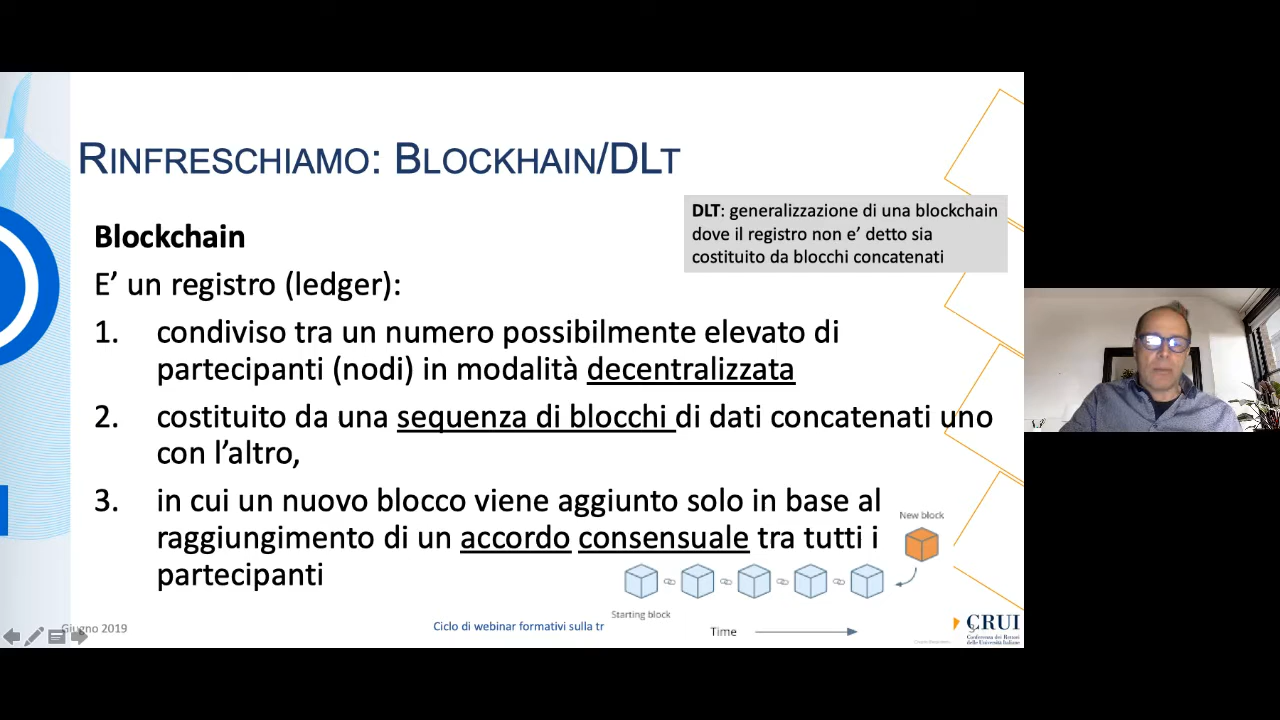 RINFRESCHIAMO: BLOCKHAIN/DLT
DLT: generalizzazione di una blockchain
dove il registro non e’ detto sia
costituito da blocchi concatenati
Blockchain
E’ un registro (ledger):
1. condiviso tra un numero possibilmente elevato di
partecipanti (nodi) in modalità decentralizzata
2. costituito da una sequenza di blocchi di dati concatenati uno
con l’altro,
3. in cui un nuovo blocco viene aggiunto solo in base al
raggiungimento di un accordo consensuale tra tutti i
partecipanti
New block
Starting block
Time
Giugno 2019
Ciclo di webinar formativi sulla tr
CRUI
Conferenza dei Rettori
delle Università Italiane